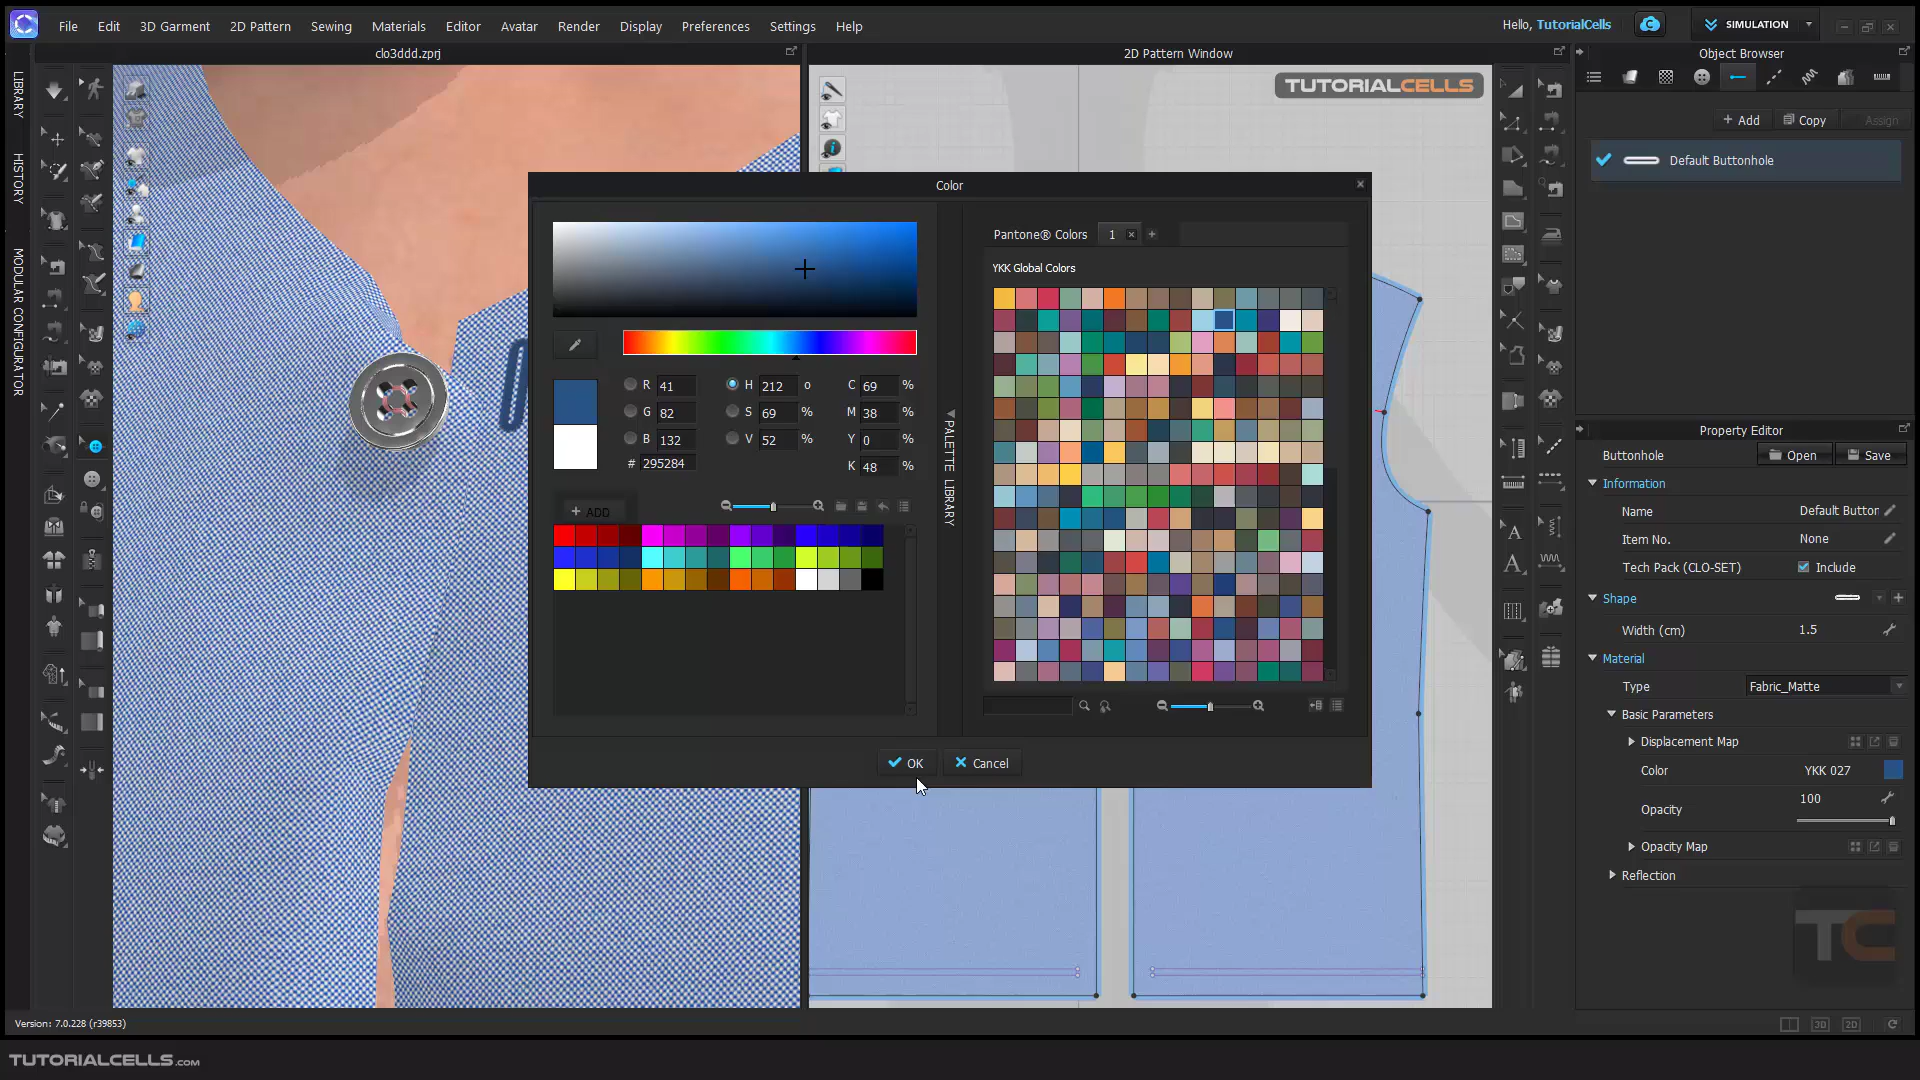 File Edit 3D Garment 2D Pattern Sewing Materials Editor Avatar Render Display Preferences Settings Help
Hello, TutorialCells
SIMULATION
clo3ddd.zprj
2D Pattern Window
Object Browser
LIBRARY
HISTORY
MODULAR CONFIGURATOR
TUTORIALCELLS
+ Add Copy Assign
Default Buttonhole
Color
Pantone® Colors 1
YKK Global Colors
R 41 H 212 o C 69 %
G 82 S 69 % M 38 %
B 132 V 52 % Y 0 %
# 295284 K 48 %
+ ADD
PALETTE LIBRARY
OK Cancel
Property Editor
Buttonhole Open Save
Information
Name Default Buttor
Item No. None
Tech Pack (CLO-SET) Include
Shape
Width (cm) 1.5
Material
Type Fabric_Matte
Basic Parameters
Displacement Map
Color YKK 027
Opacity 100
Opacity Map
Reflection
TC
Version: 7.0.228 (r39853)
3D 2D
TUTORIALCELLS.COM